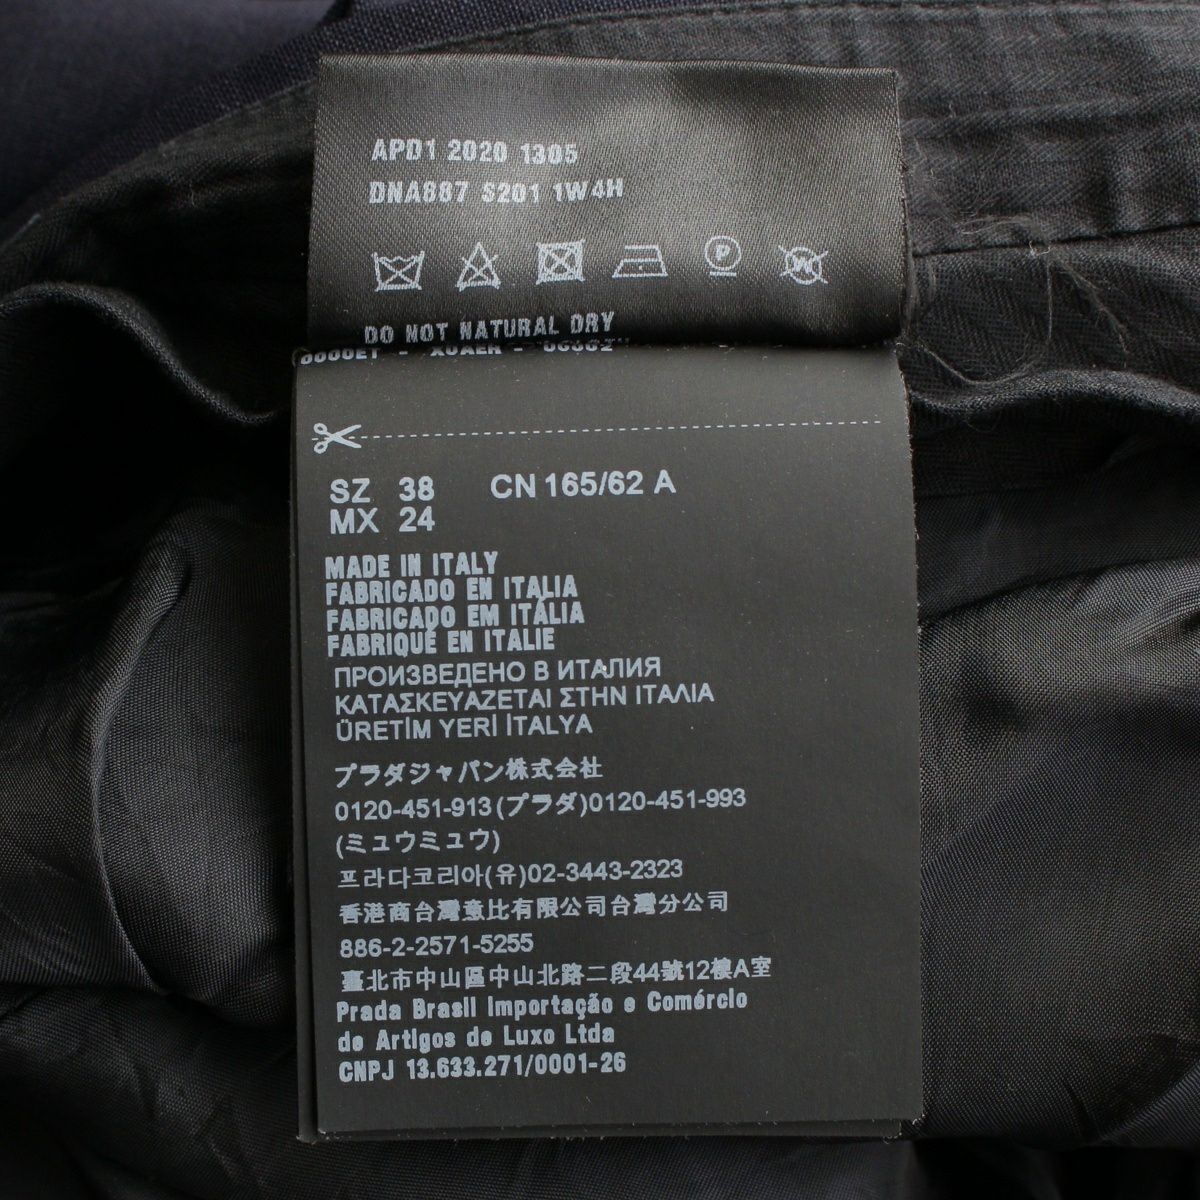 APD1 2020 1305
DNA887 S201 1W4H
P
W
DO NOT NATURAL DRY
SZ 38 CN 165/62 A
MX 24
MADE IN ITALY
FABRICADO EN ITALIA
FABRICADO EM ITÁLIA
FABRIQUÉ EN ITALIE
ПРОИЗВЕДЕНО В ИТАЛИЯ
ΚΑΤΑΣΚΕΥΑΖΕΤΑΙ ΣΤΗΝ ΙΤΑΛΙΑ
ÜRETİM YERİ İTALYA
プラダジャパン株式会社
0120-451-913(プラダ)0120-451-993
(ミュウミュウ)
프라다코리아(유)02-3443-2323
香港商台灣意比有限公司台灣分公司
886-2-2571-5255
臺北市中山區中山北路二段44號12樓A室
Prada Brasil Importação e Comércio
de Artigos de Luxo Ltda
CNPJ 13.633.271/0001-26